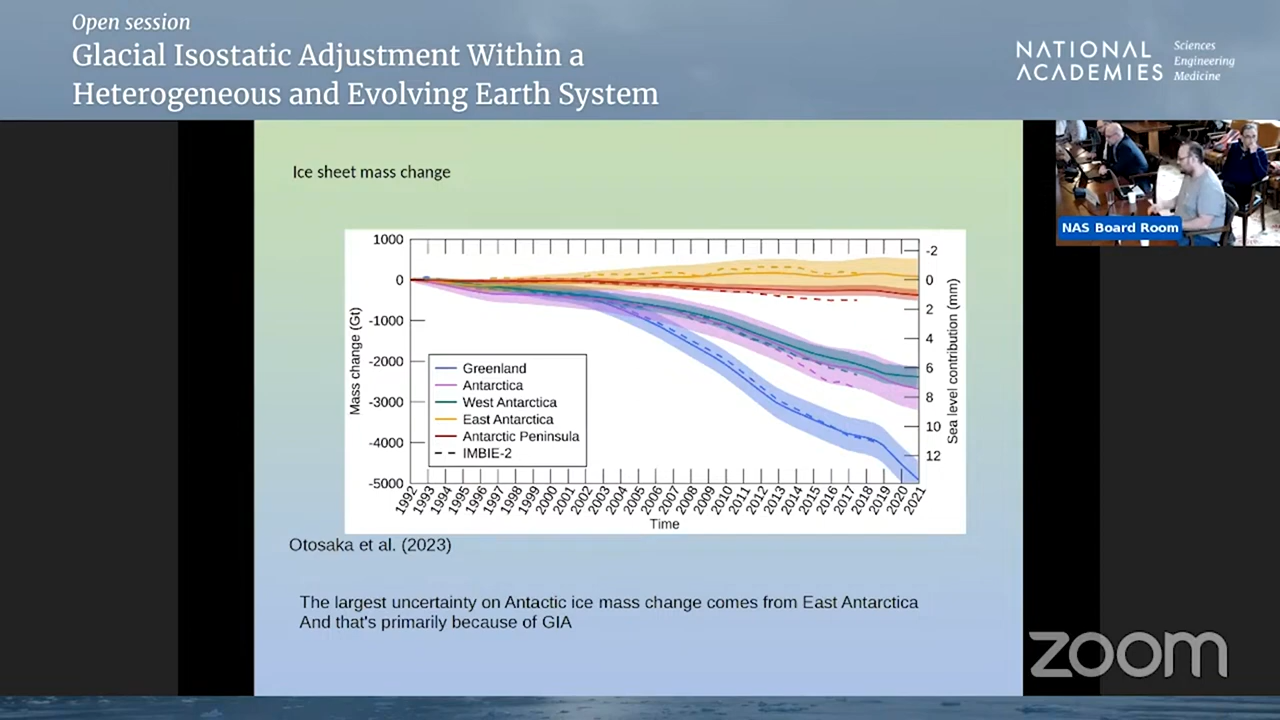 Open session
Glacial Isostatic Adjustment Within a
Heterogeneous and Evolving Earth System
NATIONAL
ACADEMIES
Sciences
Engineering
Medicine
NAS Board Room
Ice sheet mass change
1000
0
-1000
-2000
-3000
-4000
-5000
Mass change (Gt)
-2
0
2
4
6
8
10
12
Sea level contribution (mm)
Greenland
Antarctica
West Antarctica
East Antarctica
Antarctic Peninsula
IMBIE-2
1992 1993 1994 1995 1996 1997 1998 1999 2000 2001 2002 2003 2004 2005 2006 2007 2008 2009 2010 2011 2012 2013 2014 2015 2016 2017 2018 2019 2020 2021
Time
Otosaka et al. (2023)
The largest uncertainty on Antactic ice mass change comes from East Antarctica
And that's primarily because of GIA
zoom